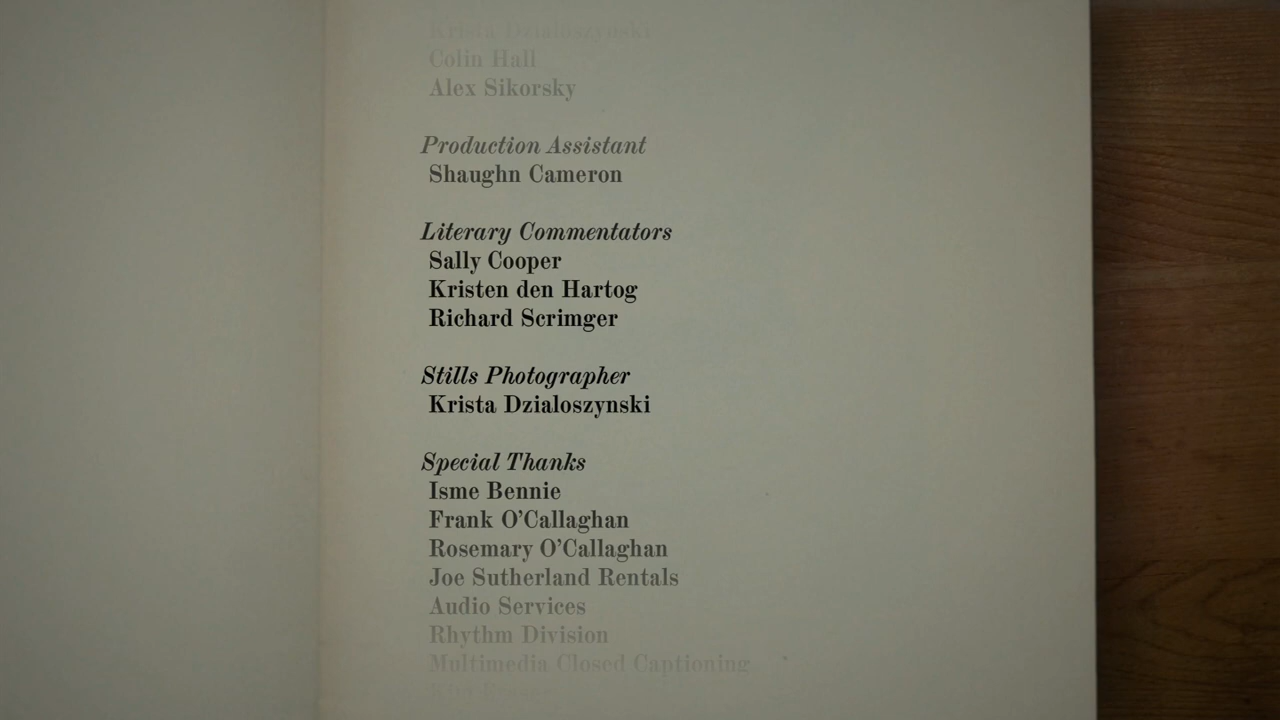 Krista Dzialoszynski
Colin Hall
Alex Sikorsky
Production Assistant
Shaughn Cameron
Literary Commentators
Sally Cooper
Kristen den Hartog
Richard Scrimger
Stills Photographer
Krista Dzialoszynski
Special Thanks
Isme Bennie
Frank O'Callaghan
Rosemary O'Callaghan
Joe Sutherland Rentals
Audio Services
Rhythm Division
Multimedia Closed Captioning